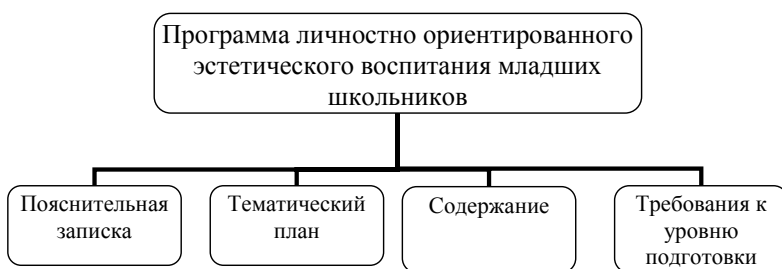 Программа личностно ориентированного
эстетического воспитания младших
школьников
Пояснительная
записка
Тематический
план
Содержание
Требования к
уровню
подготовки